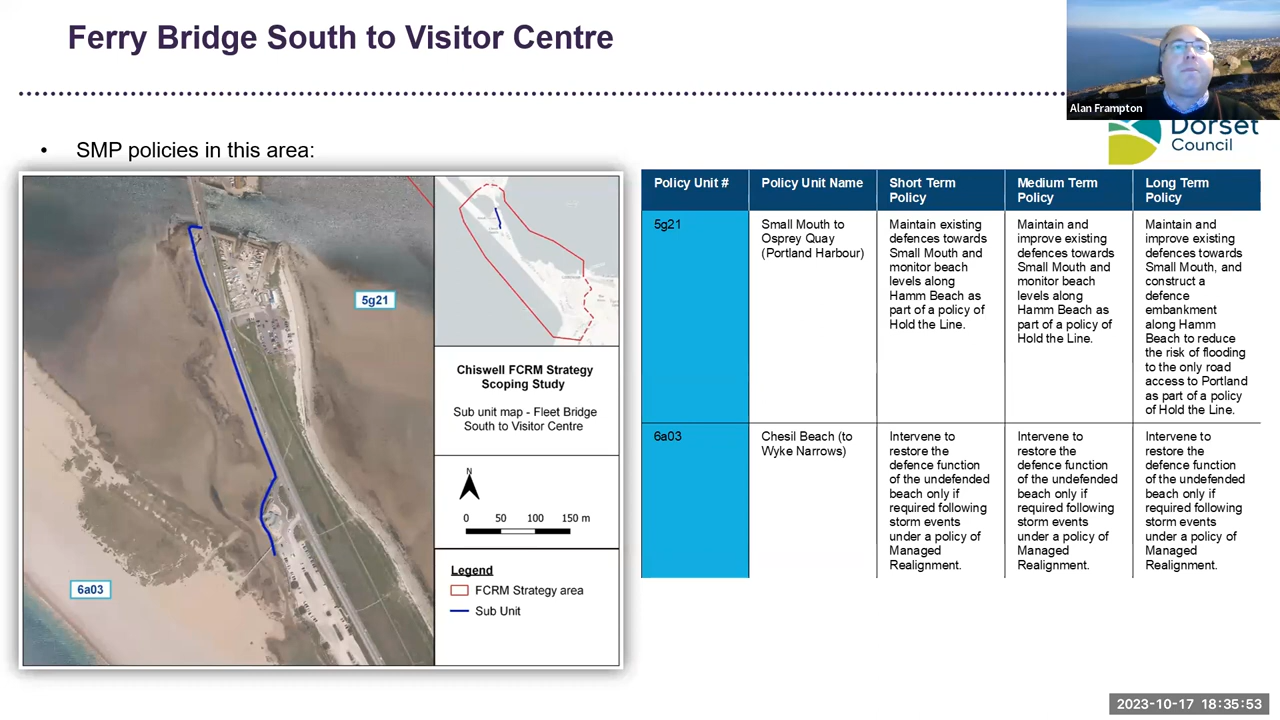 Ferry Bridge South to Visitor Centre
Alan Frampton
Dorset
Council
• SMP policies in this area:
5g21
6a03
Chiswell FCRM Strategy
Scoping Study
Sub unit map - Fleet Bridge
South to Visitor Centre
N
0 50 100 150 m
Legend
FCRM Strategy area
Sub Unit
Policy Unit #
Policy Unit Name
Short Term
Policy
Medium Term
Policy
Long Term
Policy
5g21
Small Mouth to
Osprey Quay
(Portland Harbour)
Maintain existing
defences towards
Small Mouth and
monitor beach
levels along
Hamm Beach as
part of a policy of
Hold the Line.
Maintain and
improve existing
defences towards
Small Mouth and
monitor beach
levels along
Hamm Beach as
part of a policy of
Hold the Line.
Maintain and
improve existing
defences towards
Small Mouth, and
construct a
defence
embankment
along Hamm
Beach to reduce
the risk of flooding
to the only road
access to Portland
as part of a policy
of Hold the Line.
6a03
Chesil Beach (to
Wyke Narrows)
Intervene to
restore the
defence function
of the undefended
beach only if
required following
storm events
under a policy of
Managed
Realignment.
Intervene to
restore the
defence function
of the undefended
beach only if
required following
storm events
under a policy of
Managed
Realignment.
Intervene to
restore the
defence function
of the undefended
beach only if
required following
storm events
under a policy of
Managed
Realignment.
2023-10-17 18:35:53